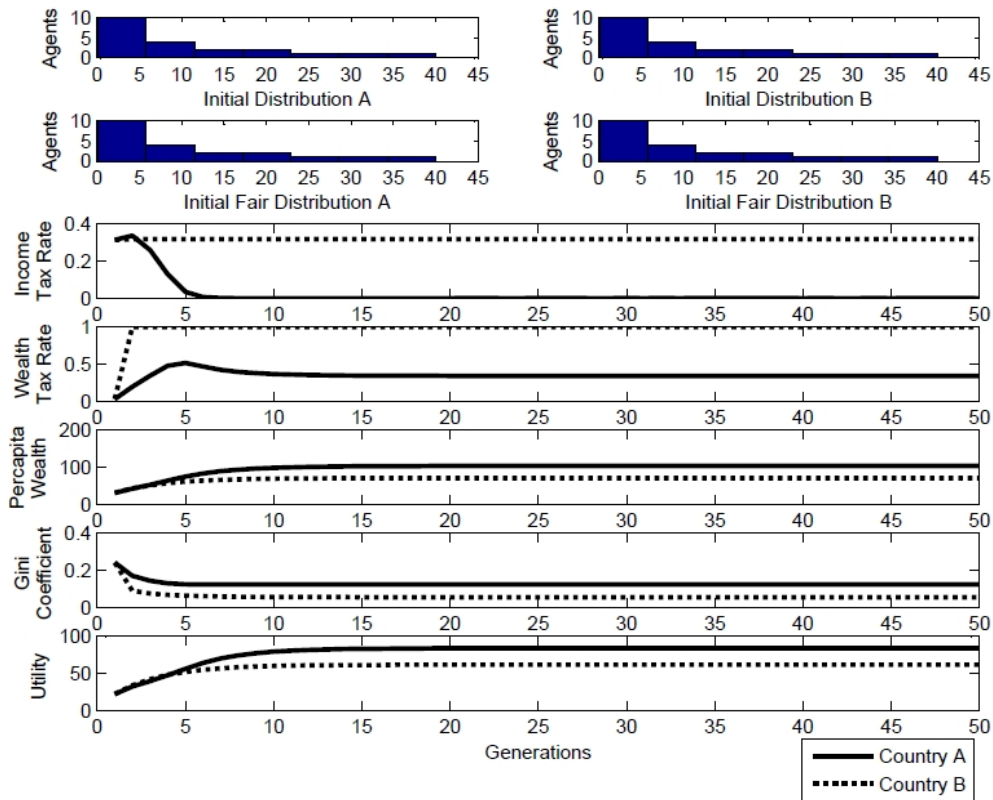 Agents
10
5
0
0 5 10 15 20 25 30 35 40 45
Initial Distribution A
Agents
10
5
0
0 5 10 15 20 25 30 35 40 45
Initial Distribution B
Agents
10
5
0
0 5 10 15 20 25 30 35 40 45
Initial Fair Distribution A
Agents
10
5
0
0 5 10 15 20 25 30 35 40 45
Initial Fair Distribution B
Income
Tax Rate
0.4
0.2
0
0 5 10 15 20 25 30 35 40 45 50
Wealth
Tax Rate
1
0.5
0
0 5 10 15 20 25 30 35 40 45 50
Percapita
Wealth
200
100
0
0 5 10 15 20 25 30 35 40 45 50
Gini
Coefficient
0.4
0.2
0
0 5 10 15 20 25 30 35 40 45 50
Utility
100
50
0
0 5 10 15 20 25 30 35 40 45 50
Generations
Country A
Country B